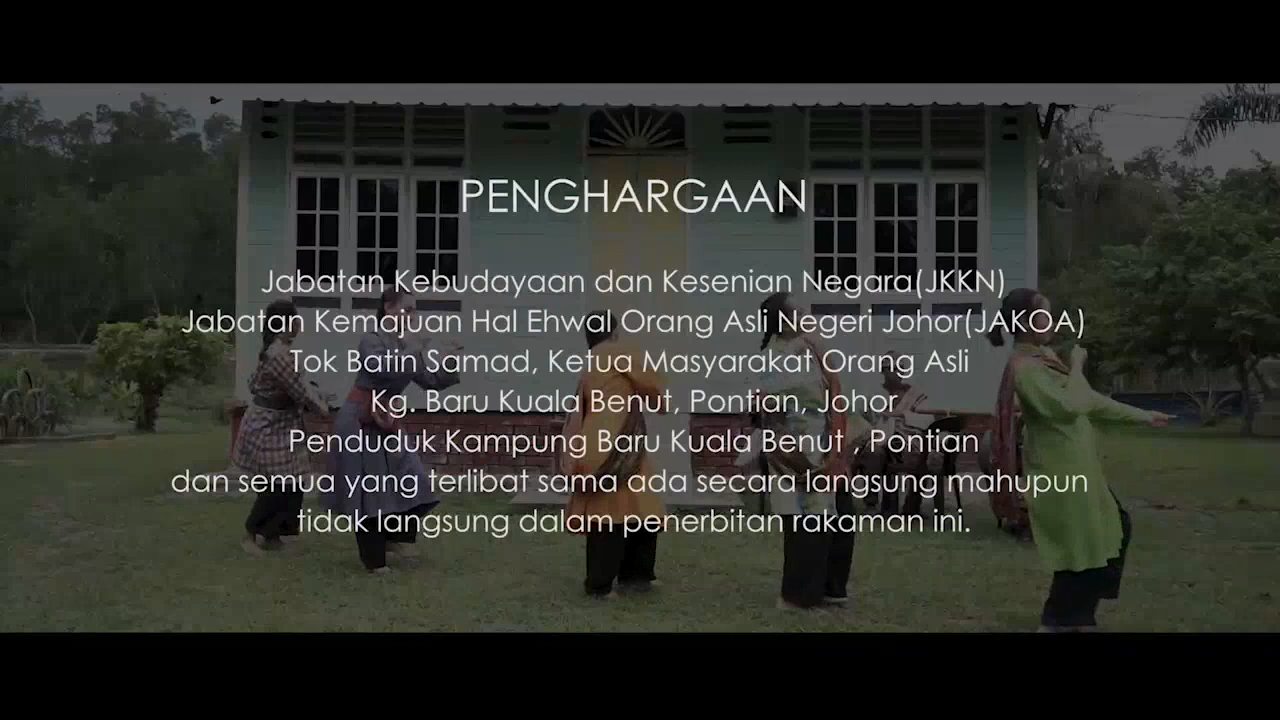 PENGHARGAAN
Jabatan Kebudayaan dan Kesenian Negara(JKKN)
Jabatan Kemajuan Hal Ehwal Orang Asli Negeri Johor(JAKOA)
Tok Batin Samad, Ketua Masyarakat Orang Asli
Kg. Baru Kuala Benut, Pontian, Johor
Penduduk Kampung Baru Kuala Benut , Pontian
dan semua yang terlibat sama ada secara langsung mahupun
tidak langsung dalam penerbitan rakaman ini.